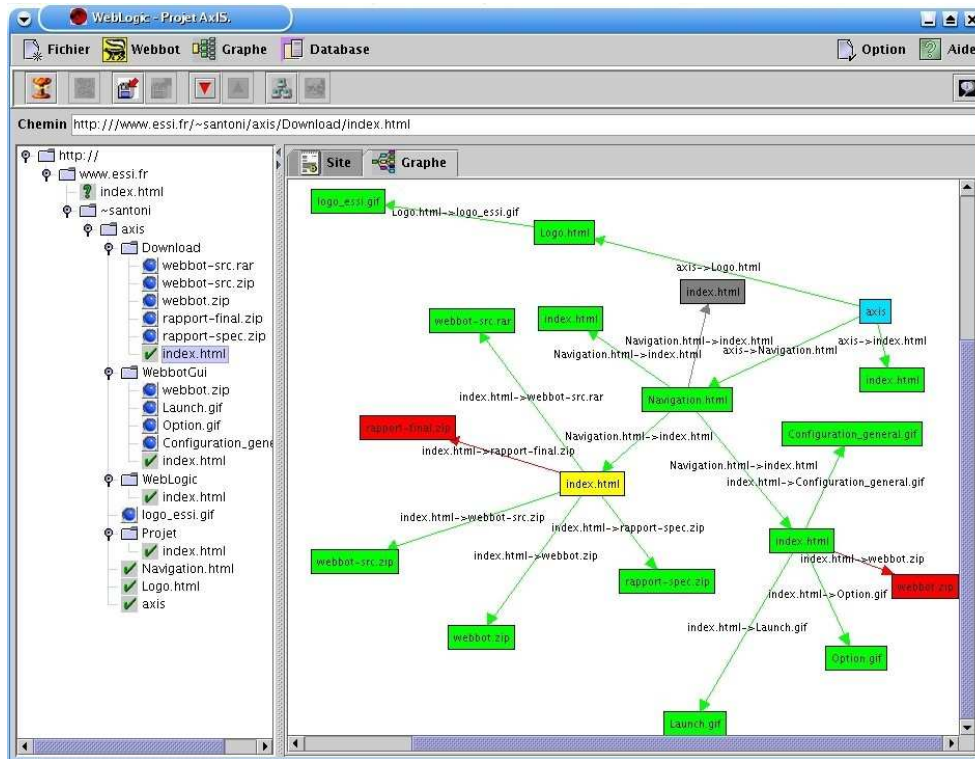 WebLogic - Projet AxIS.
Fichier Webbot Graphe Database Option Aide
Chemin http:///www.essi.fr/~santoni/axis/Download/index.html
http://
www.essi.fr
index.html
~santoni
axis
Download
webbot-src.rar
webbot-src.zip
webbot.zip
rapport-final.zip
rapport-spec.zip
index.html
WebbotGui
webbot.zip
Launch.gif
Option.gif
Configuration_gene
index.html
WebLogic
index.html
logo_essi.gif
Projet
index.html
Navigation.html
Logo.html
axis
Site Graphe
logo_essi.gif
Logo.html->logo_essi.gif
Logo.html
axis->Logo.html
index.html
axis
webbot-src.rar
index.html
Navigation.html->index.html
axis->index.html
Navigation.html->index.html
axis->Navigation.html
index.html
index.html->webbot-src.rar
Navigation.html
rapport-final.zip
Navigation.html->index.html
Configuration_general.gif
index.html->rapport-final.zip
Navigation.html->index.html
index.html
index.html->Configuration_general.gif
index.html->webbot-src.zip
index.html->rapport-spec.zip
index.html
index.html->webbot.zip
index.html->webbot.zip
webbot-src.zip
rapport-spec.zip
webbot.zip
index.html->Option.gif
index.html->Launch.gif
webbot.zip
Option.gif
Launch.gif